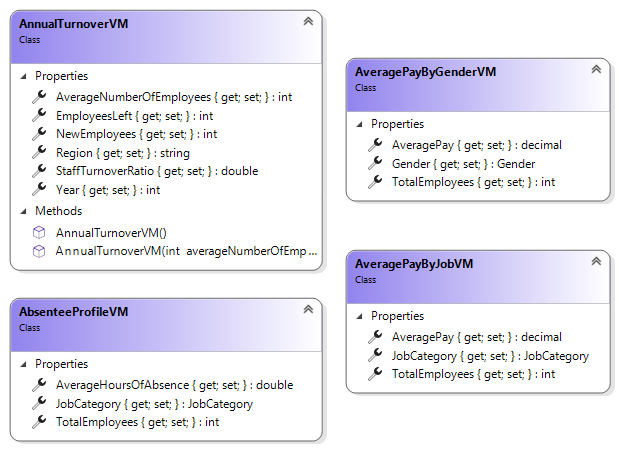 AnnualTurnoverVM
Class
Properties
AverageNumberOfEmployees { get; set; } : int
EmployeesLeft { get; set; } : int
NewEmployees { get; set; } : int
Region { get; set; } : string
StaffTurnoverRatio { get; set; } : double
Year { get; set; } : int
Methods
AnnualTurnoverVM()
AnnualTurnoverVM(int averageNumberOfEmp...
AbsenteeProfileVM
Class
Properties
AverageHoursOfAbsence { get; set; } : double
JobCategory { get; set; } : JobCategory
TotalEmployees { get; set; } : int
AveragePayByGenderVM
Class
Properties
AveragePay { get; set; } : decimal
Gender { get; set; } : Gender
TotalEmployees { get; set; } : int
AveragePayByJobVM
Class
Properties
AveragePay { get; set; } : decimal
JobCategory { get; set; } : JobCategory
TotalEmployees { get; set; } : int